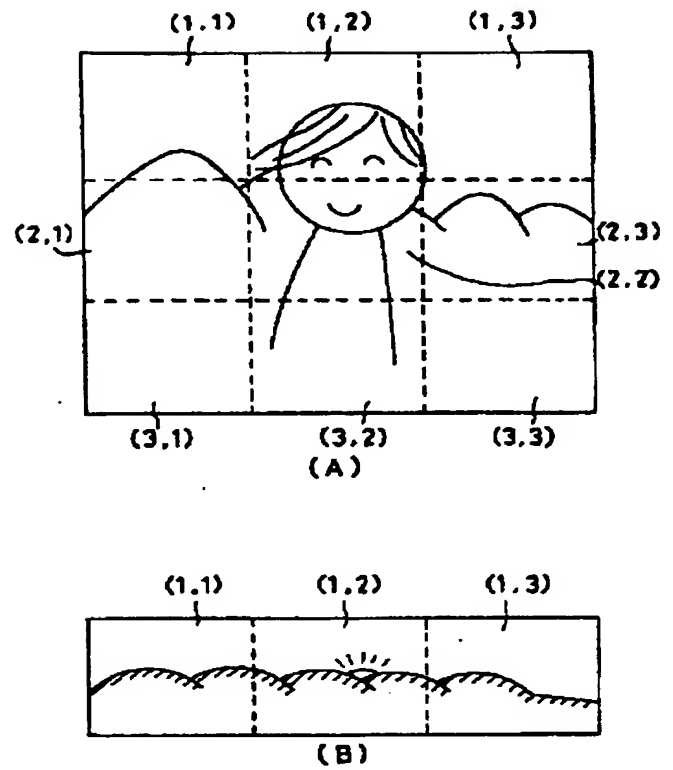 (1,1) (1,2) (1,3)
(2,1) (2,3)
(2,2)
(3,1) (3,2) (3,3)
(A)
(1,1) (1,2) (1,3)
(B)